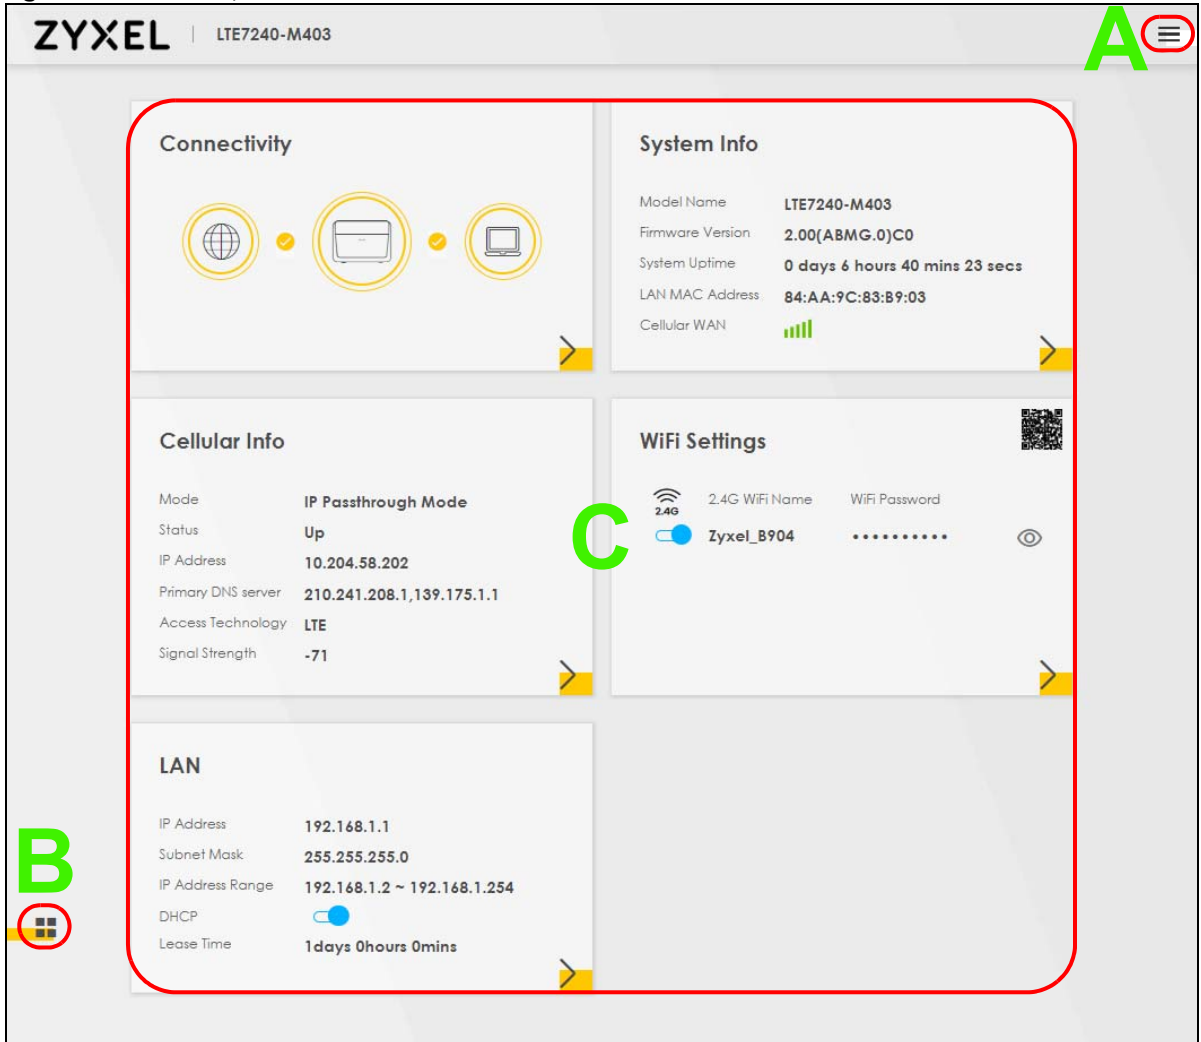 ZYXEL LTE7240-M403
A
Connectivity
System Info
Model Name LTE7240-M403
Firmware Version 2.00(ABMG.0)C0
System Uptime 0 days 6 hours 40 mins 23 secs
LAN MAC Address 84:AA:9C:83:B9:03
Cellular WAN
Cellular Info
Mode IP Passthrough Mode
Status Up
IP Address 10.204.58.202
Primary DNS server 210.241.208.1,139.175.1.1
Access Technology LTE
Signal Strength -71
C
WiFi Settings
2.4G 2.4G WiFi Name WiFi Password
Zyxel_B904 ••••••••••
LAN
IP Address 192.168.1.1
Subnet Mask 255.255.255.0
IP Address Range 192.168.1.2 ~ 192.168.1.254
DHCP
Lease Time 1days 0hours 0mins
B